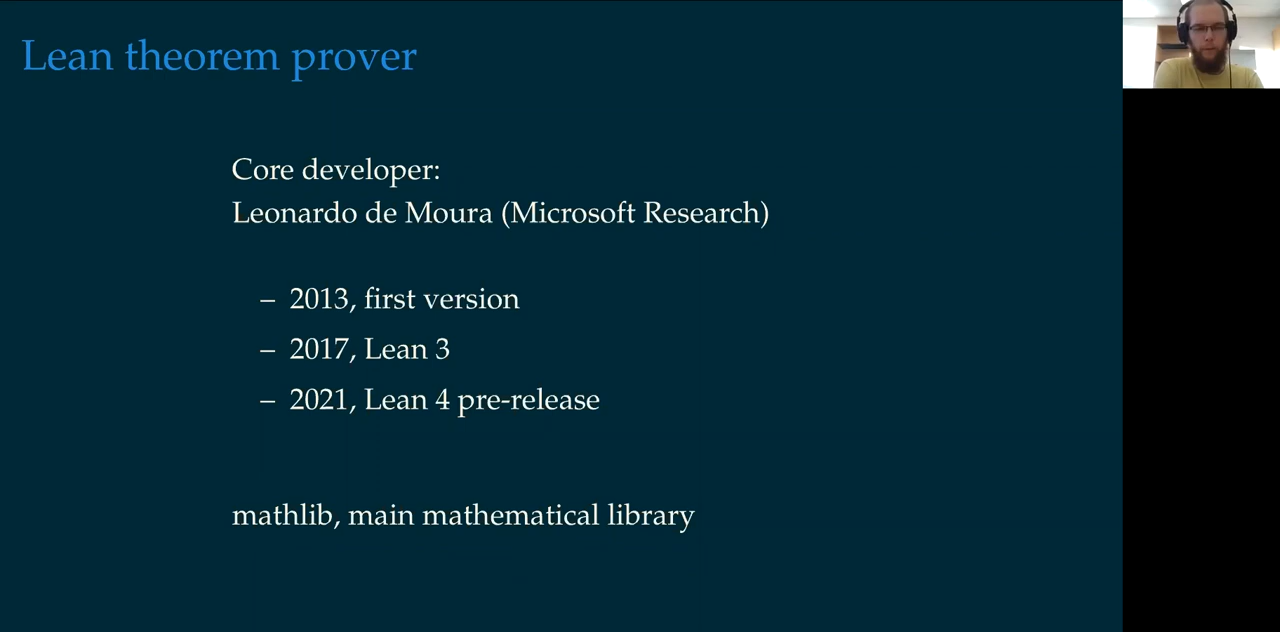 Lean theorem prover
Core developer:
Leonardo de Moura (Microsoft Research)
– 2013, first version
– 2017, Lean 3
– 2021, Lean 4 pre-release
mathlib, main mathematical library